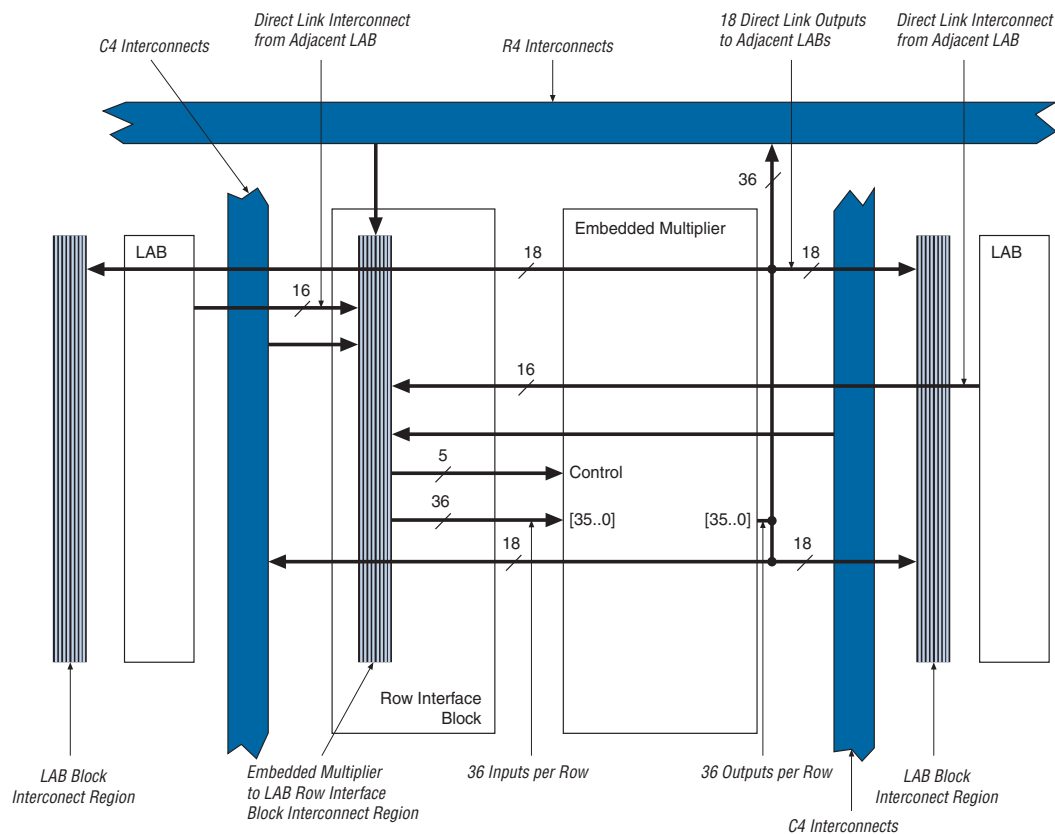 Direct Link Interconnect
from Adjacent LAB
18 Direct Link Outputs
to Adjacent LABs
Direct Link Interconnect
from Adjacent LAB
C4 Interconnects
R4 Interconnects
36
Embedded Multiplier
LAB
LAB
18
18
16
16
5
Control
36
[35..0]
[35..0]
18
18
Row Interface
Block
LAB Block
Interconect Region
Embedded Multiplier
to LAB Row Interface
Block Interconnect Region
36 Inputs per Row
36 Outputs per Row
LAB Block
Interconect Region
C4 Interconnects